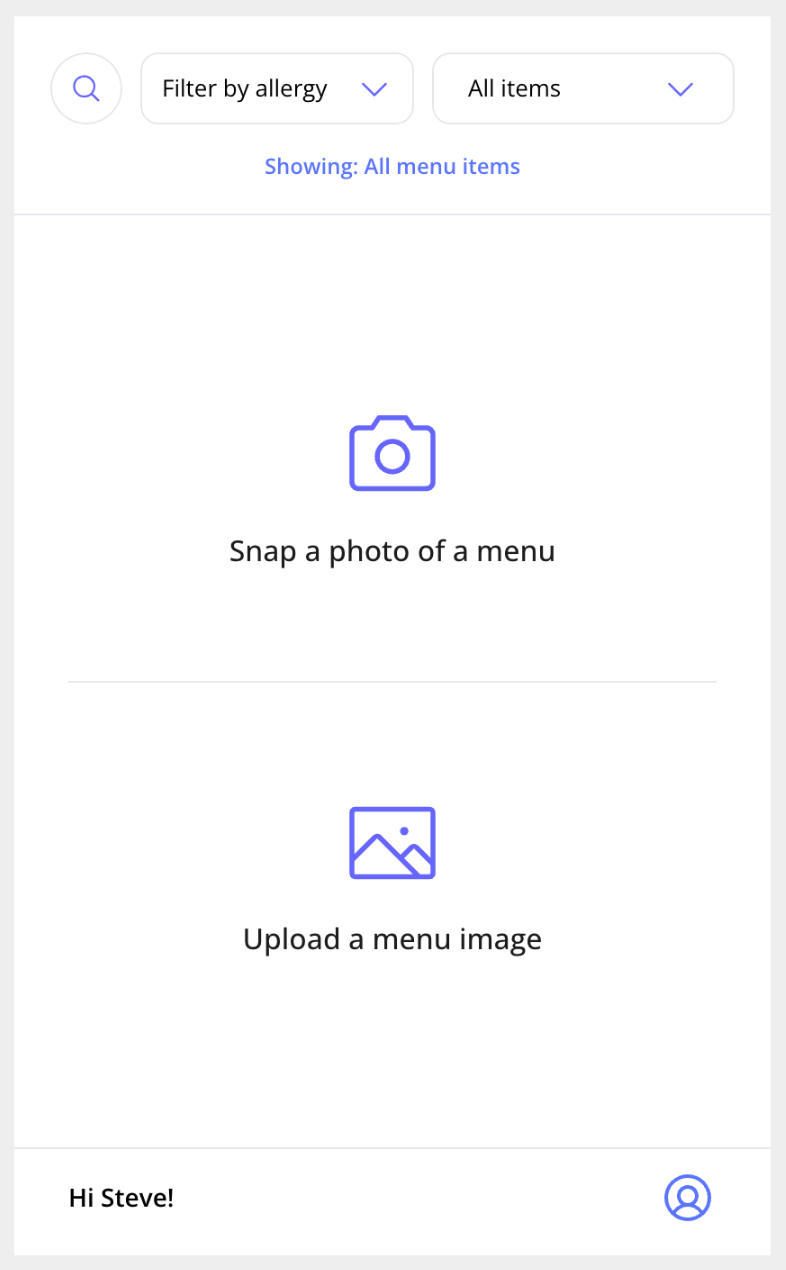 Filter by allergy
All items
Showing: All menu items
Snap a photo of a menu
Upload a menu image
Hi Steve!